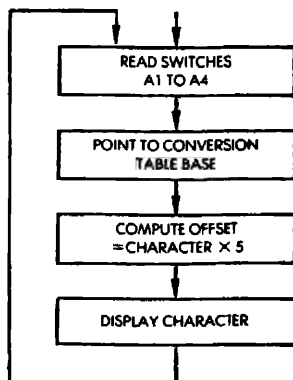 READ SWITCHES
A1 TO A4
POINT TO CONVERSION
TABLE BASE
COMPUTE OFFSET
=CHARACTER × 5
DISPLAY CHARACTER